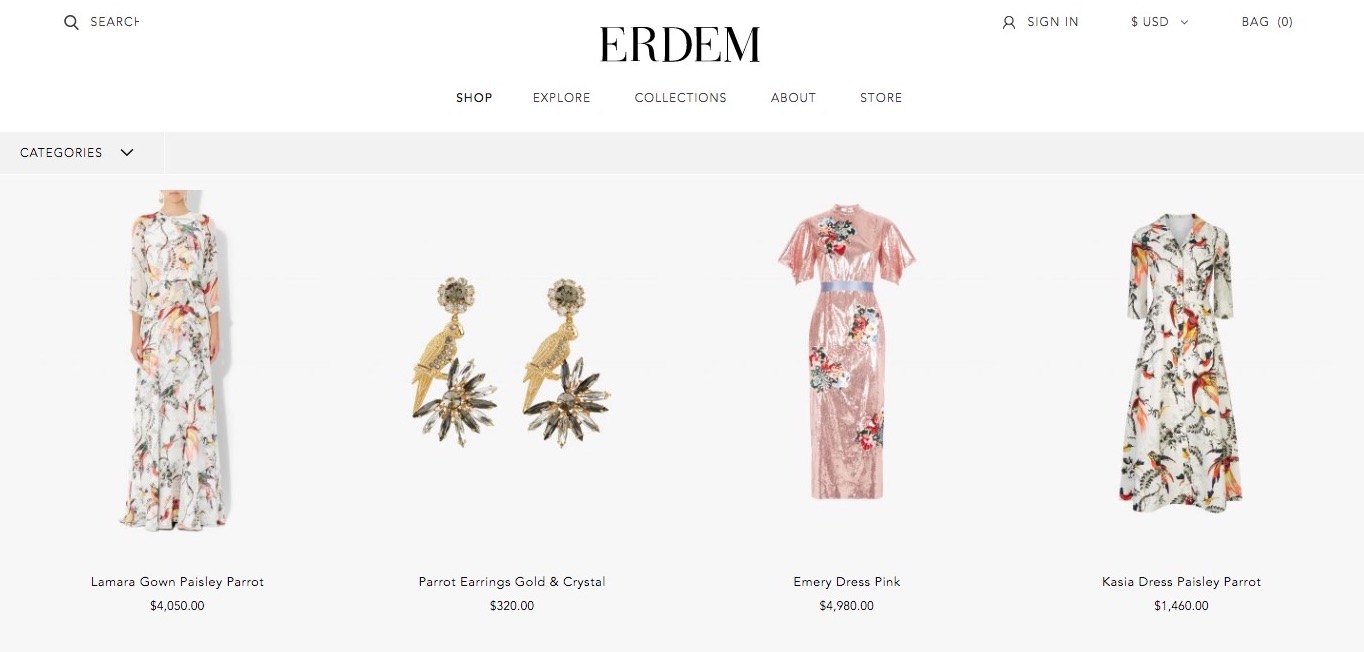 SEARCH
ERDEM
SIGN IN
$ USD
BAG (0)
SHOP EXPLORE COLLECTIONS ABOUT STORE
CATEGORIES
Lamara Gown Paisley Parrot
$4,050.00
Parrot Earrings Gold & Crystal
$320.00
Emery Dress Pink
$4,980.00
Kasia Dress Paisley Parrot
$1,460.00